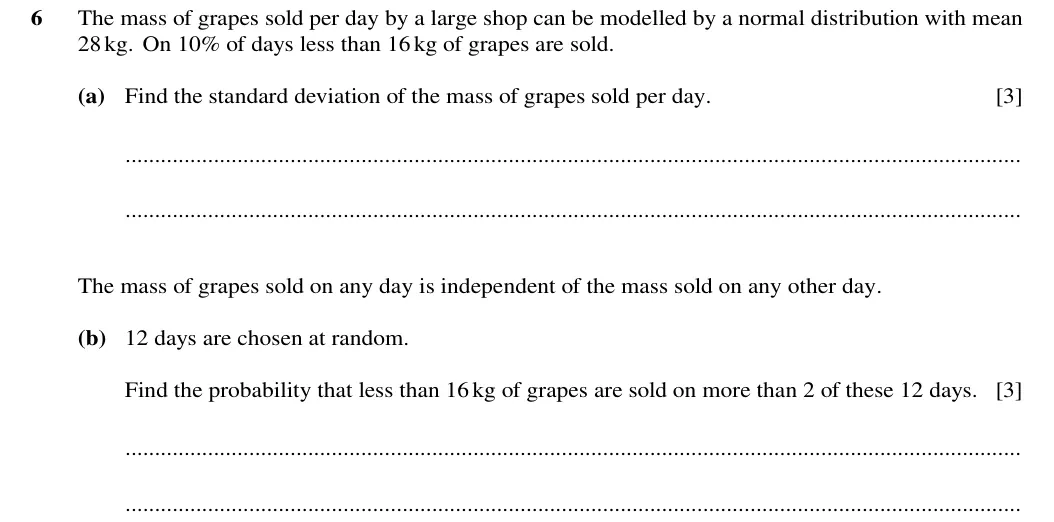 6 The mass of grapes sold per day by a large shop can be modelled by a normal distribution with mean
28 kg. On 10% of days less than 16 kg of grapes are sold.
(a) Find the standard deviation of the mass of grapes sold per day. [3]
The mass of grapes sold on any day is independent of the mass sold on any other day.
(b) 12 days are chosen at random.
Find the probability that less than 16 kg of grapes are sold on more than 2 of these 12 days. [3]